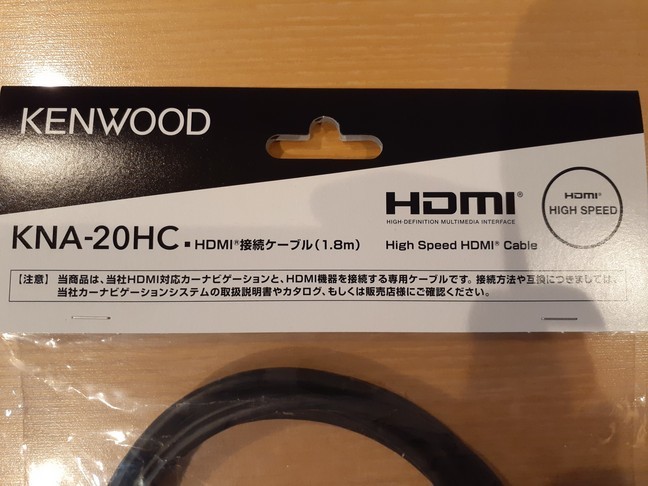 KENWOOD
HDMI®
HIGH-DEFINITION MULTIMEDIA INTERFACE
HDMI®
HIGH SPEED
KNA-20HC ■ HDMI®接続ケーブル(1.8m) High Speed HDMI® Cable
【注意】 当商品は、当社HDMI対応カーナビゲーションと、HDMI機器を接続する専用ケーブルです。接続方法や互換につきましては、
当社カーナビゲーションシステムの取扱説明書やカタログ、もしくは販売店様にご確認ください。